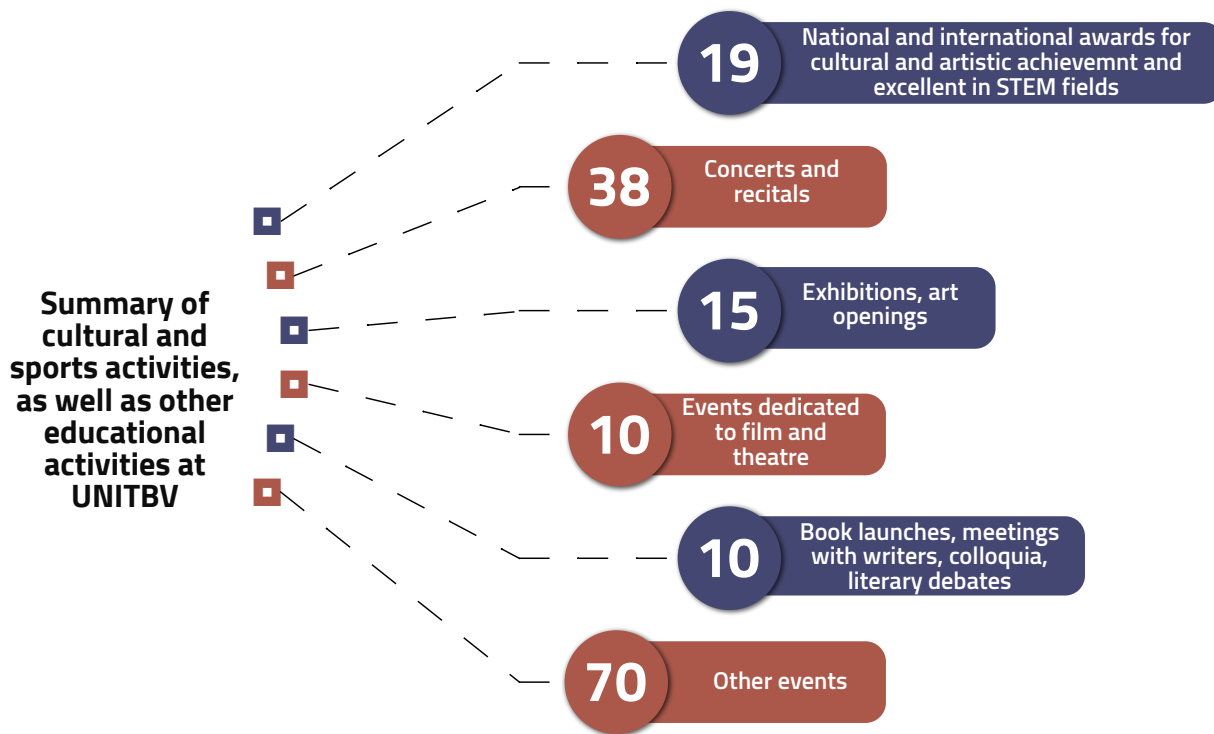 Summary of
cultural and
sports activities,
as well as other
educational
activities at
UNITBV
19
National and international awards for
cultural and artistic achievemnt and
excellent in STEM fields
38
Concerts and
recitals
15
Exhibitions, art
openings
10
Events dedicated
to film and
theatre
10
Book launches, meetings
with writers, colloquia,
literary debates
70
Other events